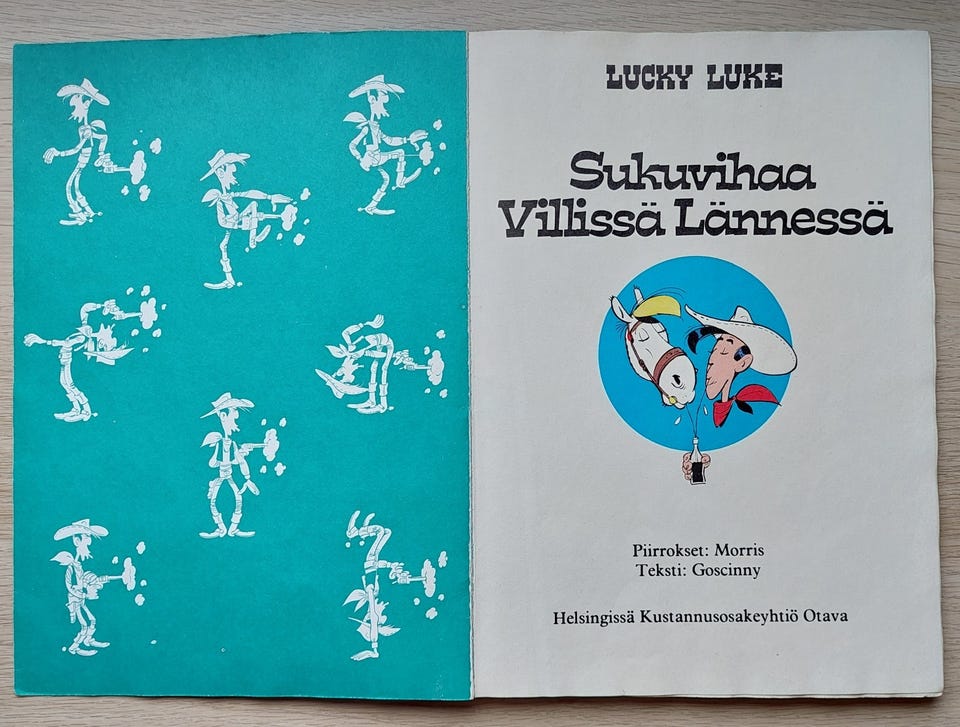 LUCKY LUKE
Sukuvihaa
Villissä Lännessä
Piirrokset: Morris
Teksti: Goscinny
Helsingissä Kustannusosakeyhtiö Otava